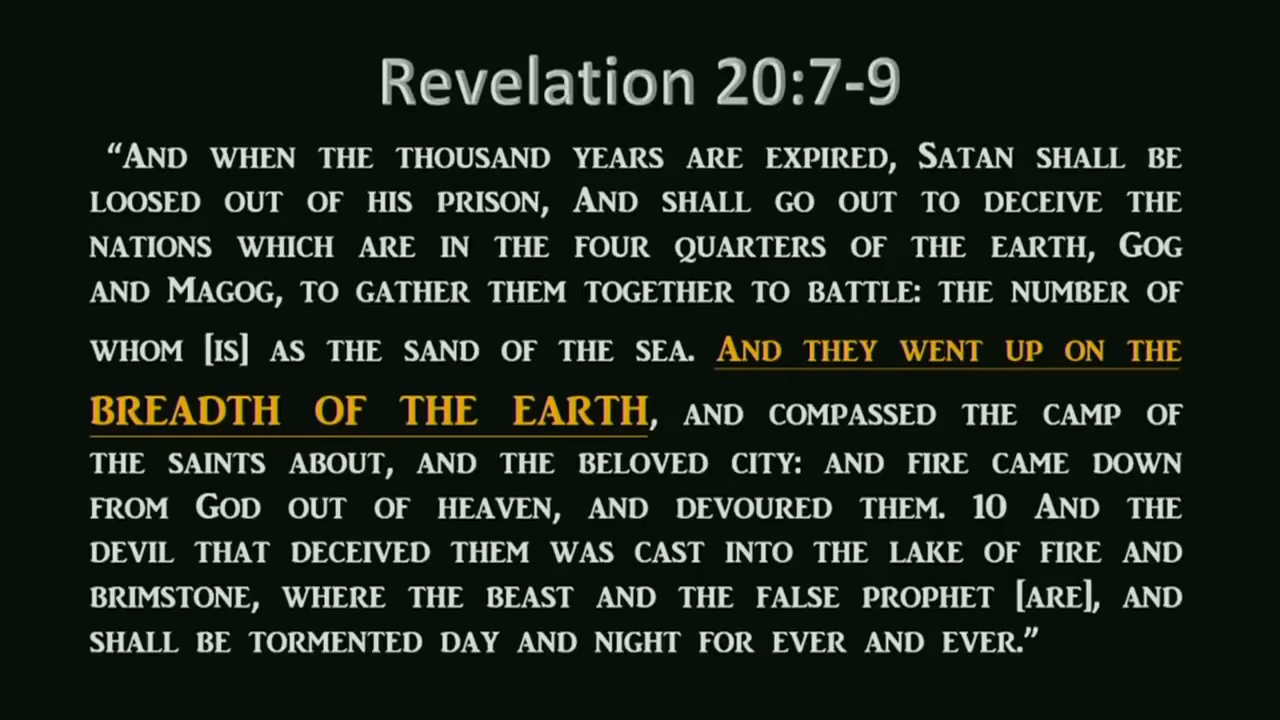 Revelation 20:7-9
“And when the thousand years are expired, Satan shall be
loosed out of his prison, And shall go out to deceive the
nations which are in the four quarters of the earth, Gog
and Magog, to gather them together to battle: the number of
whom [is] as the sand of the sea. And they went up on the
breadth of the earth, and compassed the camp of
the saints about, and the beloved city: and fire came down
from God out of heaven, and devoured them. 10 And the
devil that deceived them was cast into the lake of fire and
brimstone, where the beast and the false prophet [are], and
shall be tormented day and night for ever and ever.”